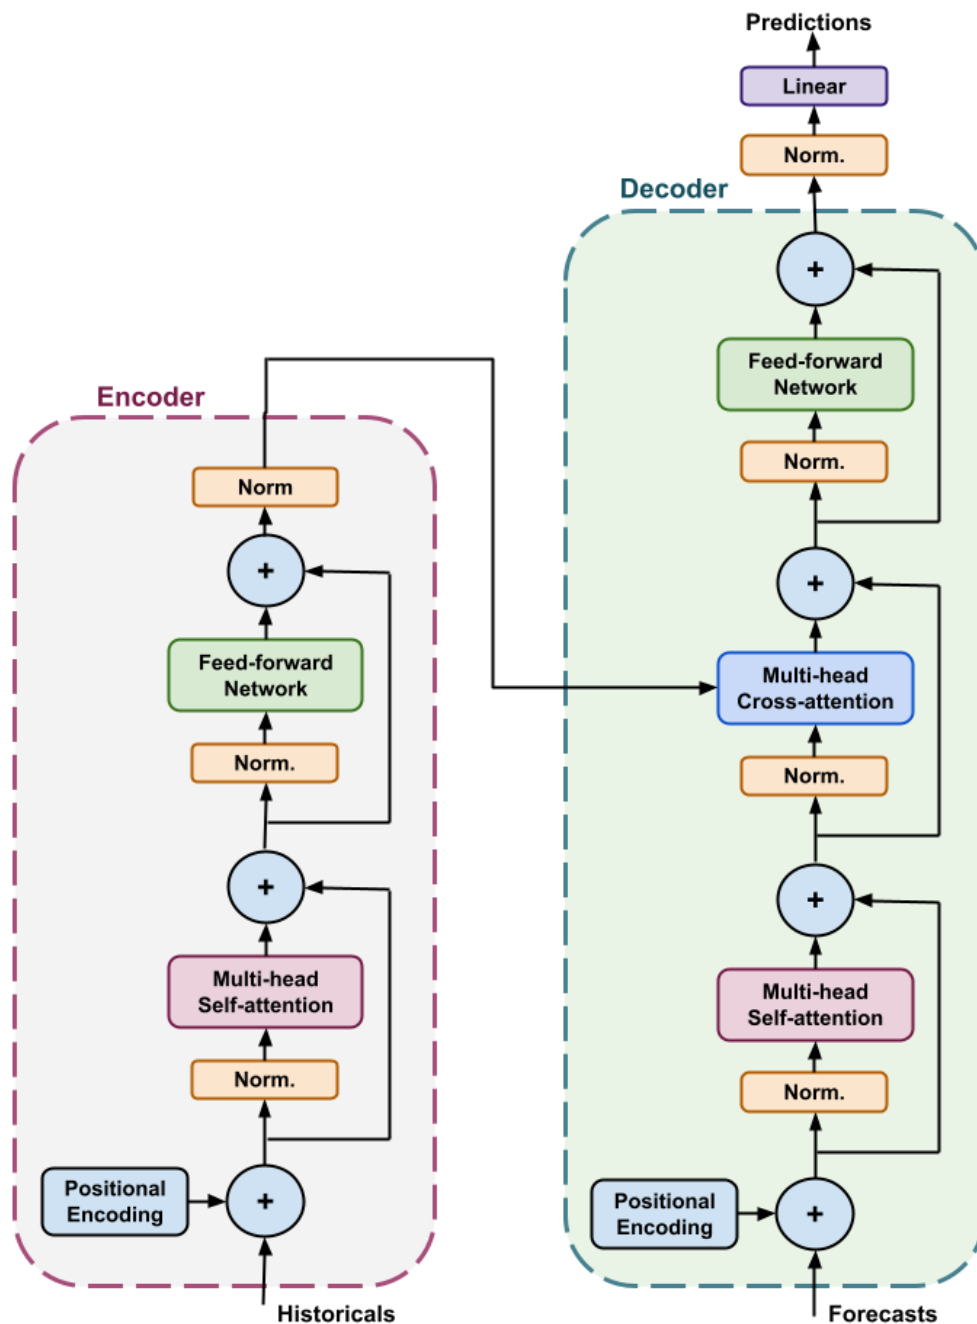 Predictions
Linear
Norm.
Decoder
+
Feed-forward
Network
Norm.
+
Multi-head
Cross-attention
Norm.
+
Multi-head
Self-attention
Norm.
Positional
Encoding
+
Forecasts
Encoder
Norm
+
Feed-forward
Network
Norm.
+
Multi-head
Self-attention
Norm.
Positional
Encoding
+
Historicals